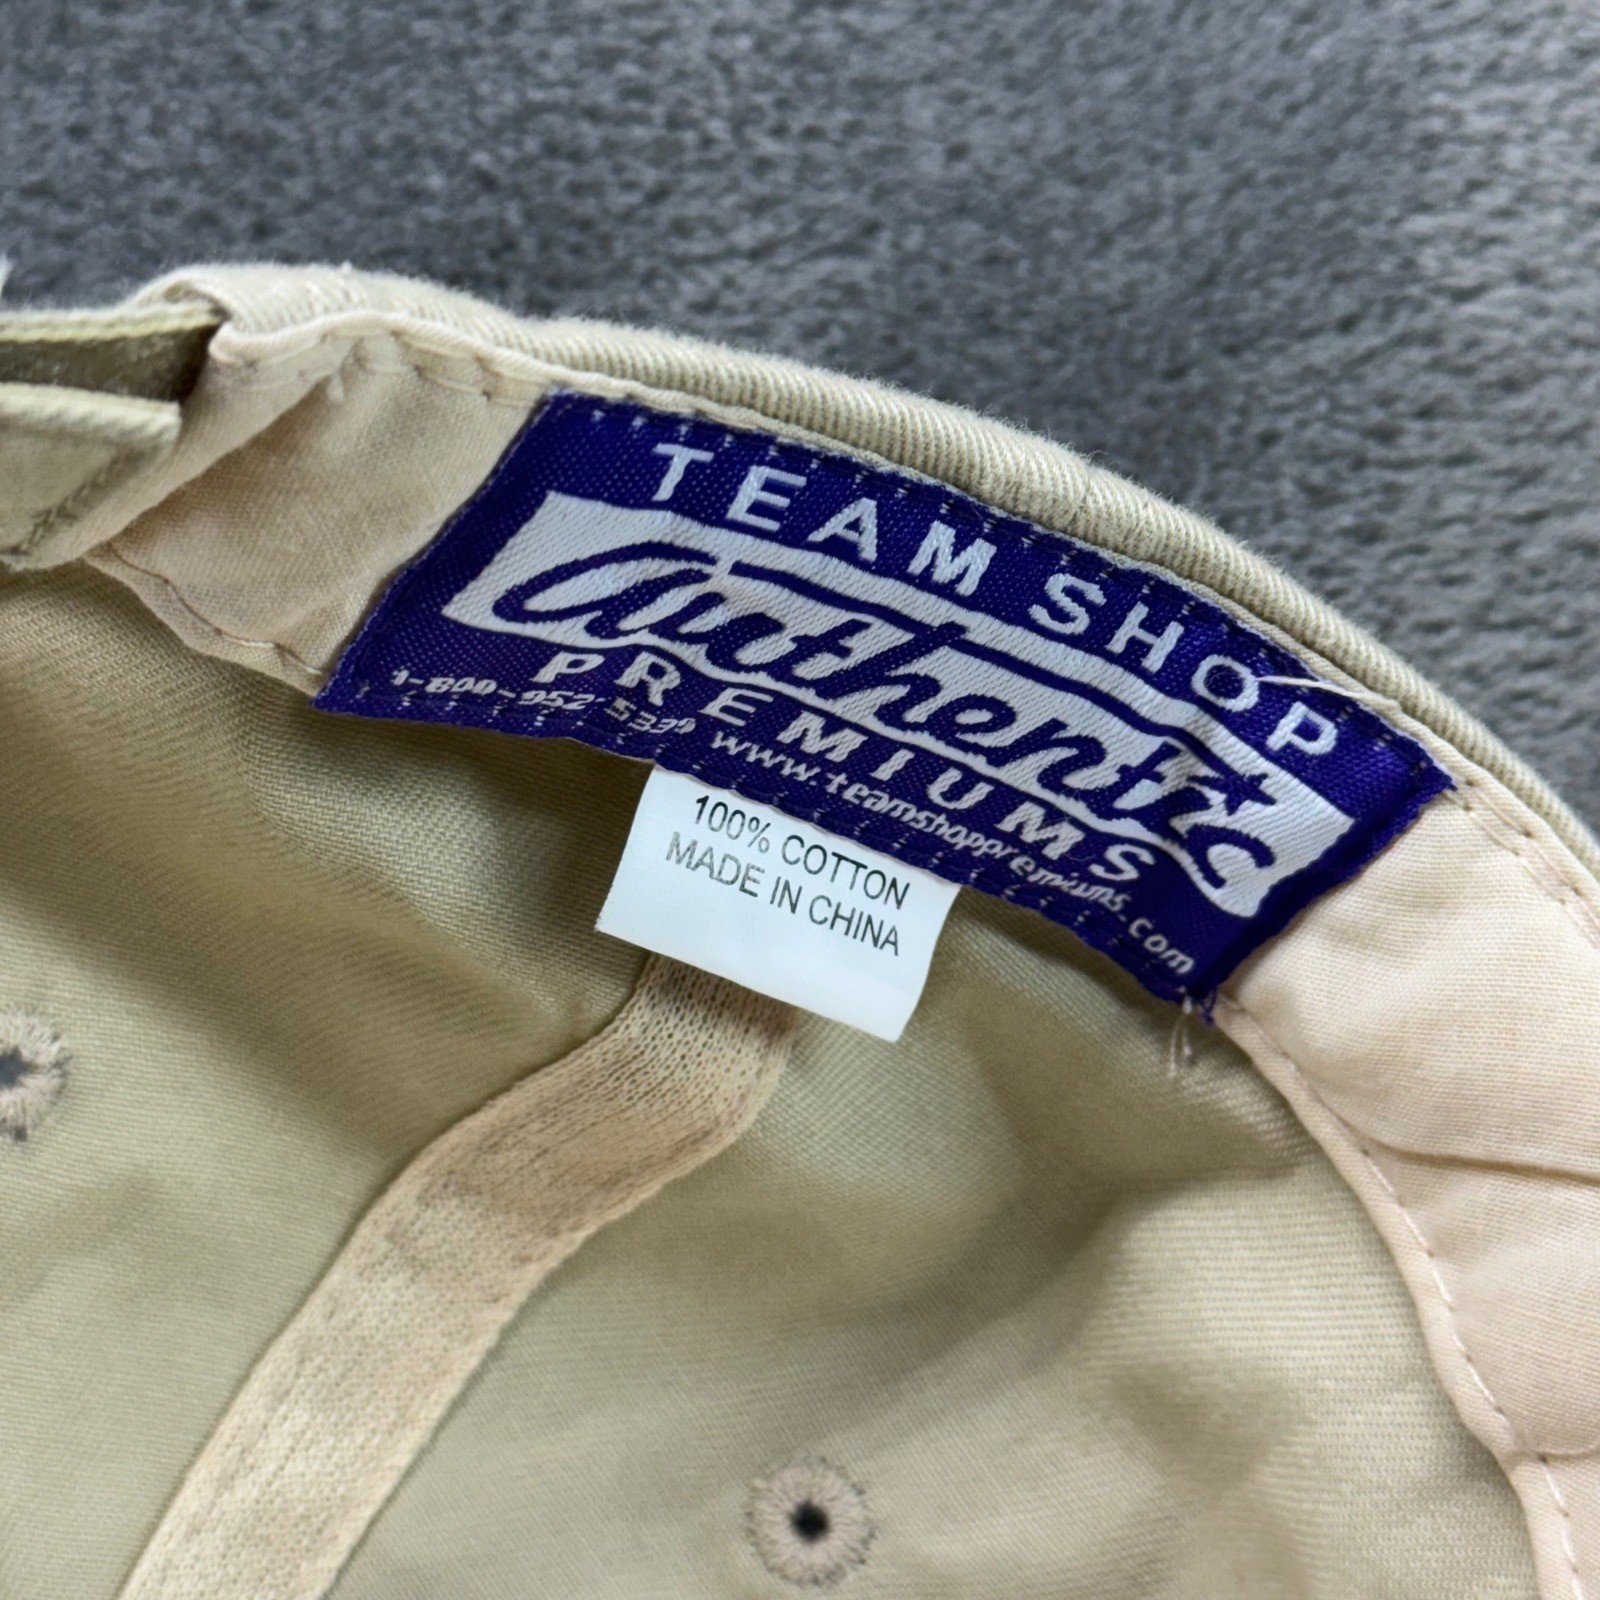 TEAM SHOP
Authentic
PREMIUMS
1-800-952-5339 www.teamshoppremiums.com
100% COTTON
MADE IN CHINA